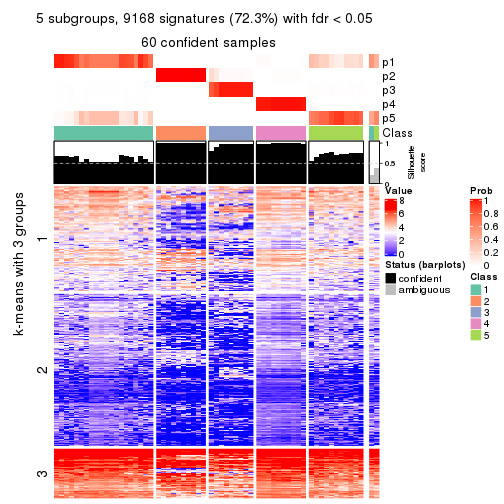 5 subgroups, 9168 signatures (72.3%) with fdr < 0.05
60 confident samples
p1
p2
p3
p4
p5
Class
1
0.5
0
Silhouette
score
k-means with 3 groups
1
2
3
Value
8
6
4
2
0
Status (barplots)
confident
ambiguous
Prob
1
0.8
0.6
0.4
0.2
0
Class
1
2
3
4
5